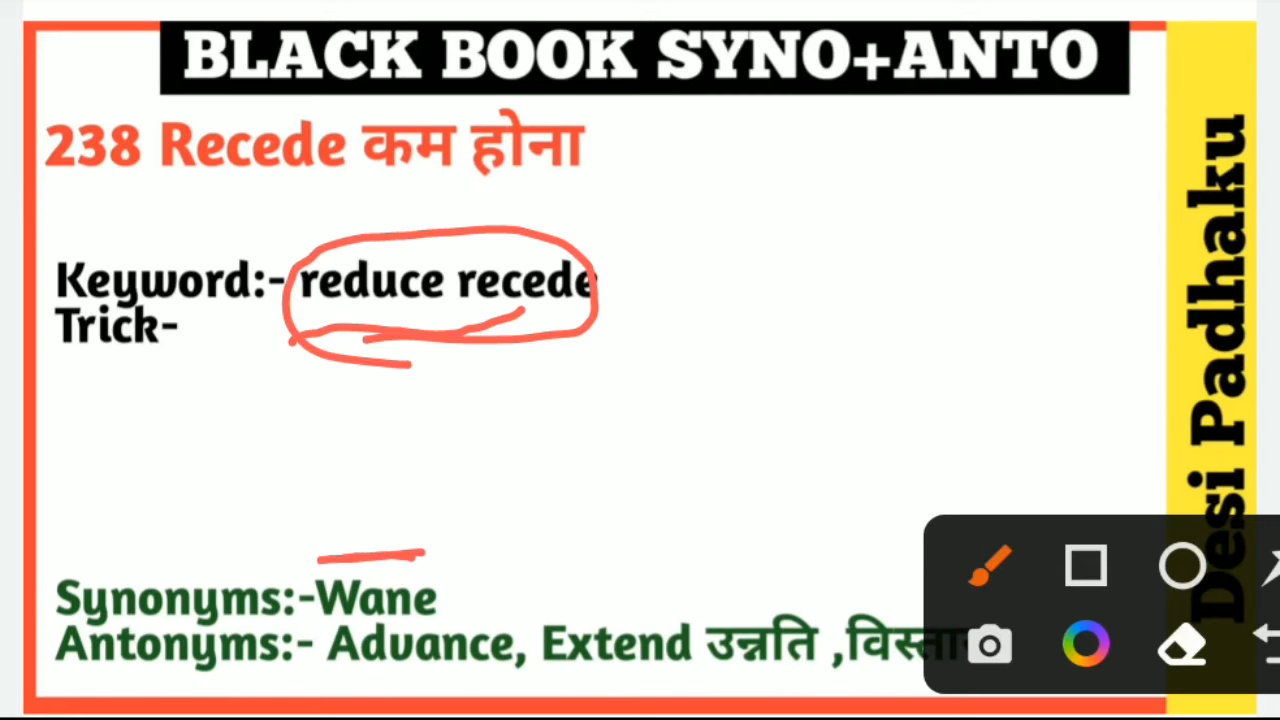 BLACK BOOK SYNO+ANTO
238 Recede कम होना
Keyword:- reduce recede
Trick-
Synonyms:-Wane
Antonyms:- Advance, Extend उन्नति ,विस्तार
Desi Padhaku